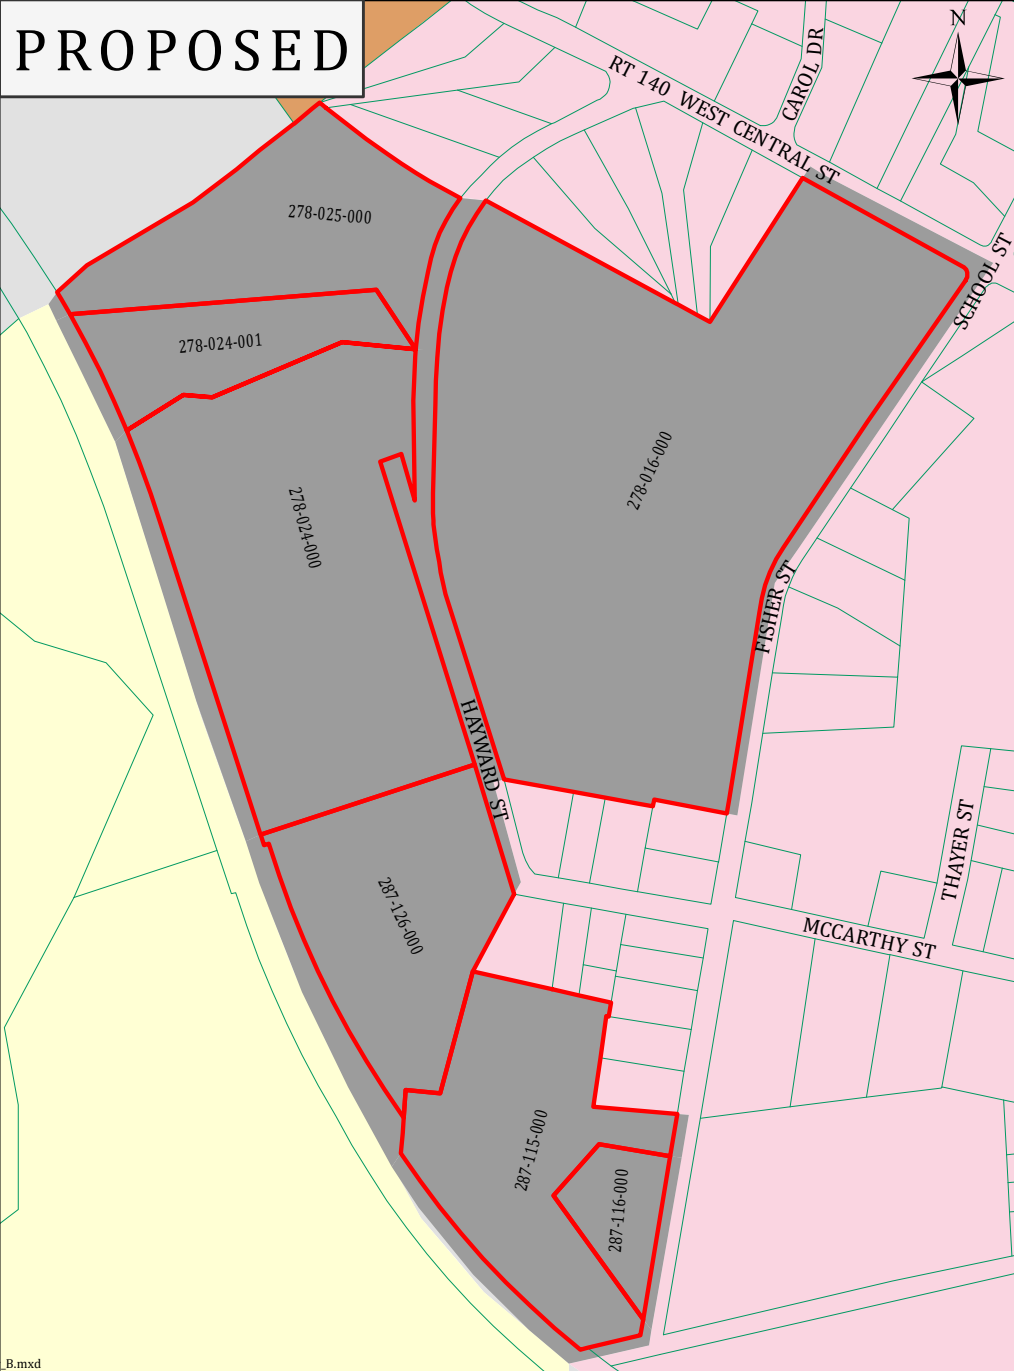 PROPOSED
N
RT 140 WEST CENTRAL ST
CAROL DR
SCHOOL ST
278-025-000
278-024-001
278-016-000
278-024-000
FISHER ST
HAYWARD ST
THAYER ST
287-126-000
MCCARTHY ST
287-115-000
287-116-000
_B.mxd